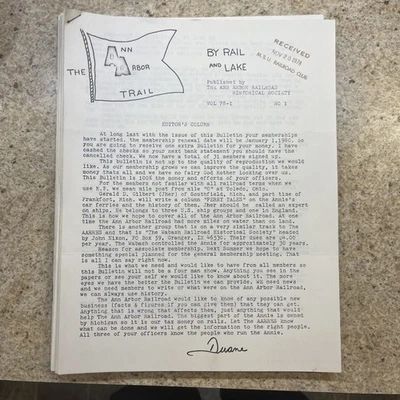 THE
ANN
ARBOR
TRAIL
BY RAIL
AND
LAKE
RECEIVED
NOV 20 1978
M.S.U. RAILROAD CLUB
Published by
The ANN ARBOR RAILROAD
HISTORICAL SOCIETY
VOL 78-1 NO 1
EDITOR'S COLUMN
At long last with the issue of this Bulletin your memberships
have started. the membership renewal date will be January 1,1980. So
you are going to receive one extra Bulletin for your money. I have
cashed the checks so your next bank statement you should have the
cancelled check. We now have a total of 31 members signed up.
This bulletin is not up to the quality of reproduction we would
like. As our membership grows we can improve the quality, it takes
money thats all and we have no fairy God Father looking over us.
This Bulletin is 100% the money and efforts of your officers.
For the members not familar with all railroad terms when we
use M.P. we mean mile post from mile "0" at Toledo, Ohio.
Gerald D. Gilbert (Jher) of Southfield, Mich. and part time of
Frankfort, Mich. will write a column "FERRY TALES" on the Annie's
car ferries and the history of them. Jher should be called an expert
on ships, he belongs to three U.S. ship groups and one in England.
This is how we hope to cover all of the Ann Arbor Railroad. At one
time the Ann Arbor Railroad had more miles on water than on land.
There is another group that is on a very similar track to The
AARRHS and that is "The Wabash Railroad Historical Society" headed
by John Dixon, PO BOX 39, Granger, In 46530. Their dues are $4.00
per year. The Wabash controlled the Annie for approximately 30 years.
Reason for associate membership. Next Summer we hope to have
something special planned for the general membership meeting. That
is all I can say right now.
This is what we need and would like to have from all members as
this Bulletin will not be a four man show. Anything you see in the
papers or see your self we would like to know about it. The more
eyes we have the better the Bulletin we can provide. We need news
and we need members to write or what were on the Ann Arbor Railroad,
we can always use history.
The Ann Arbor Railroad would like to know of any possible new
business (facts & figures if you can give them) that they can get.
Anything that is wrong that affects them, just anything that would
help The Ann Arbor Railroad. The biggest part of the Annie is owned
by Michigan so it is our tax money on rails. Let The AARRHS know
what can be done and we will get the information to the right people.
All three of your officers know the people who run the Annie.
Duane